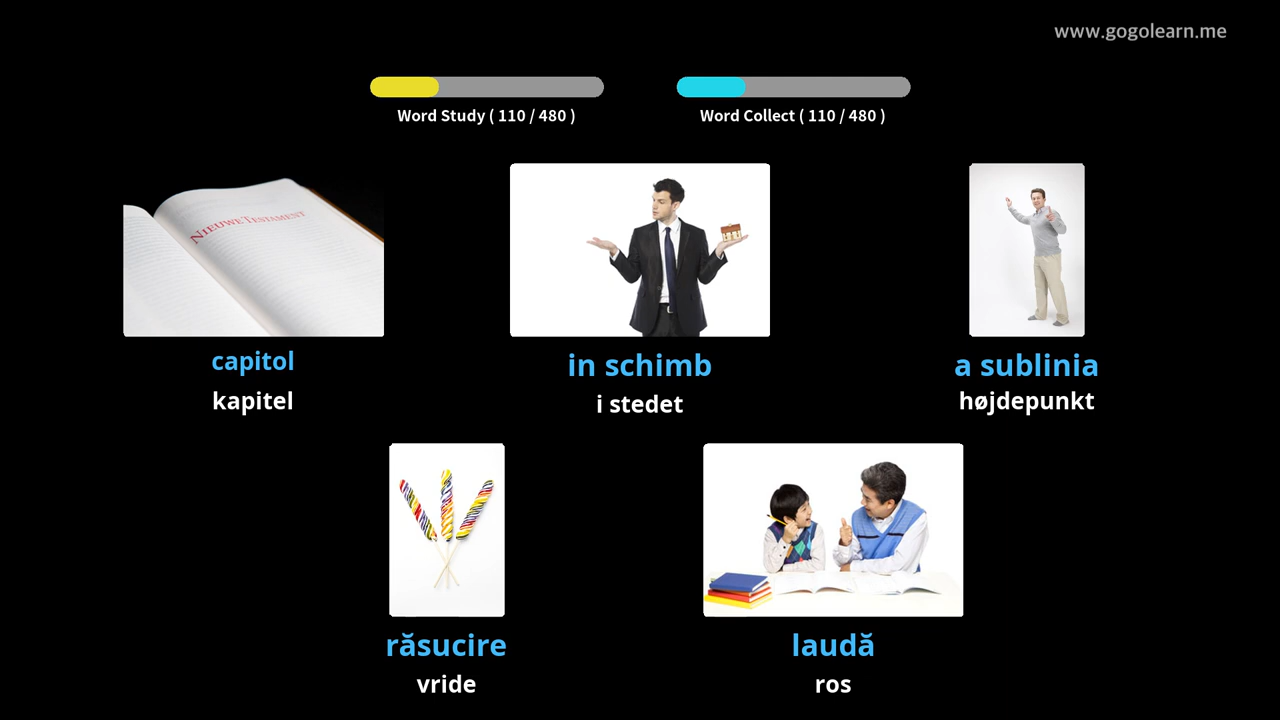 www.gogolearn.me
Word Study ( 110 / 480 )
Word Collect ( 110 / 480 )
NIEUWE TESTAMENT
capitol
kapitel
in schimb
i stedet
a sublinia
højdepunkt
răsucire
vride
laudă
ros